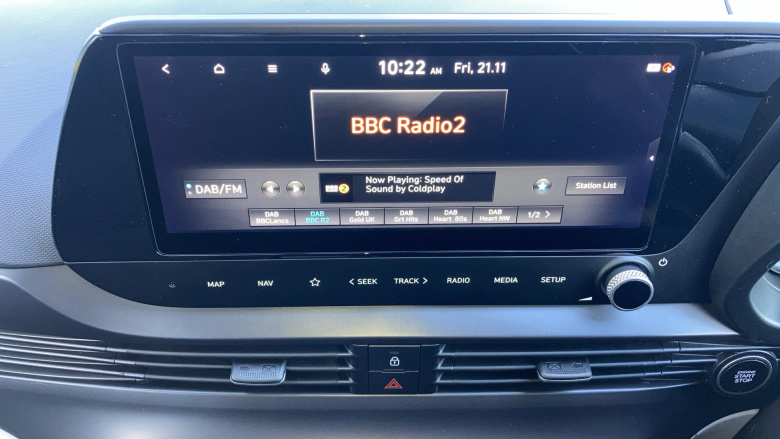 10:22 AM Fri, 21.11
BBC Radio2
DAB/FM
Now Playing: Speed Of
Sound by Coldplay
Station List
DAB BBCLancs
DAB BBC R2
DAB Gold UK
DAB Grt Hits
DAB Heart 80s
DAB Heart NW
1/2 >
MAP NAV < SEEK TRACK > RADIO MEDIA SETUP
ENGINE
START
STOP